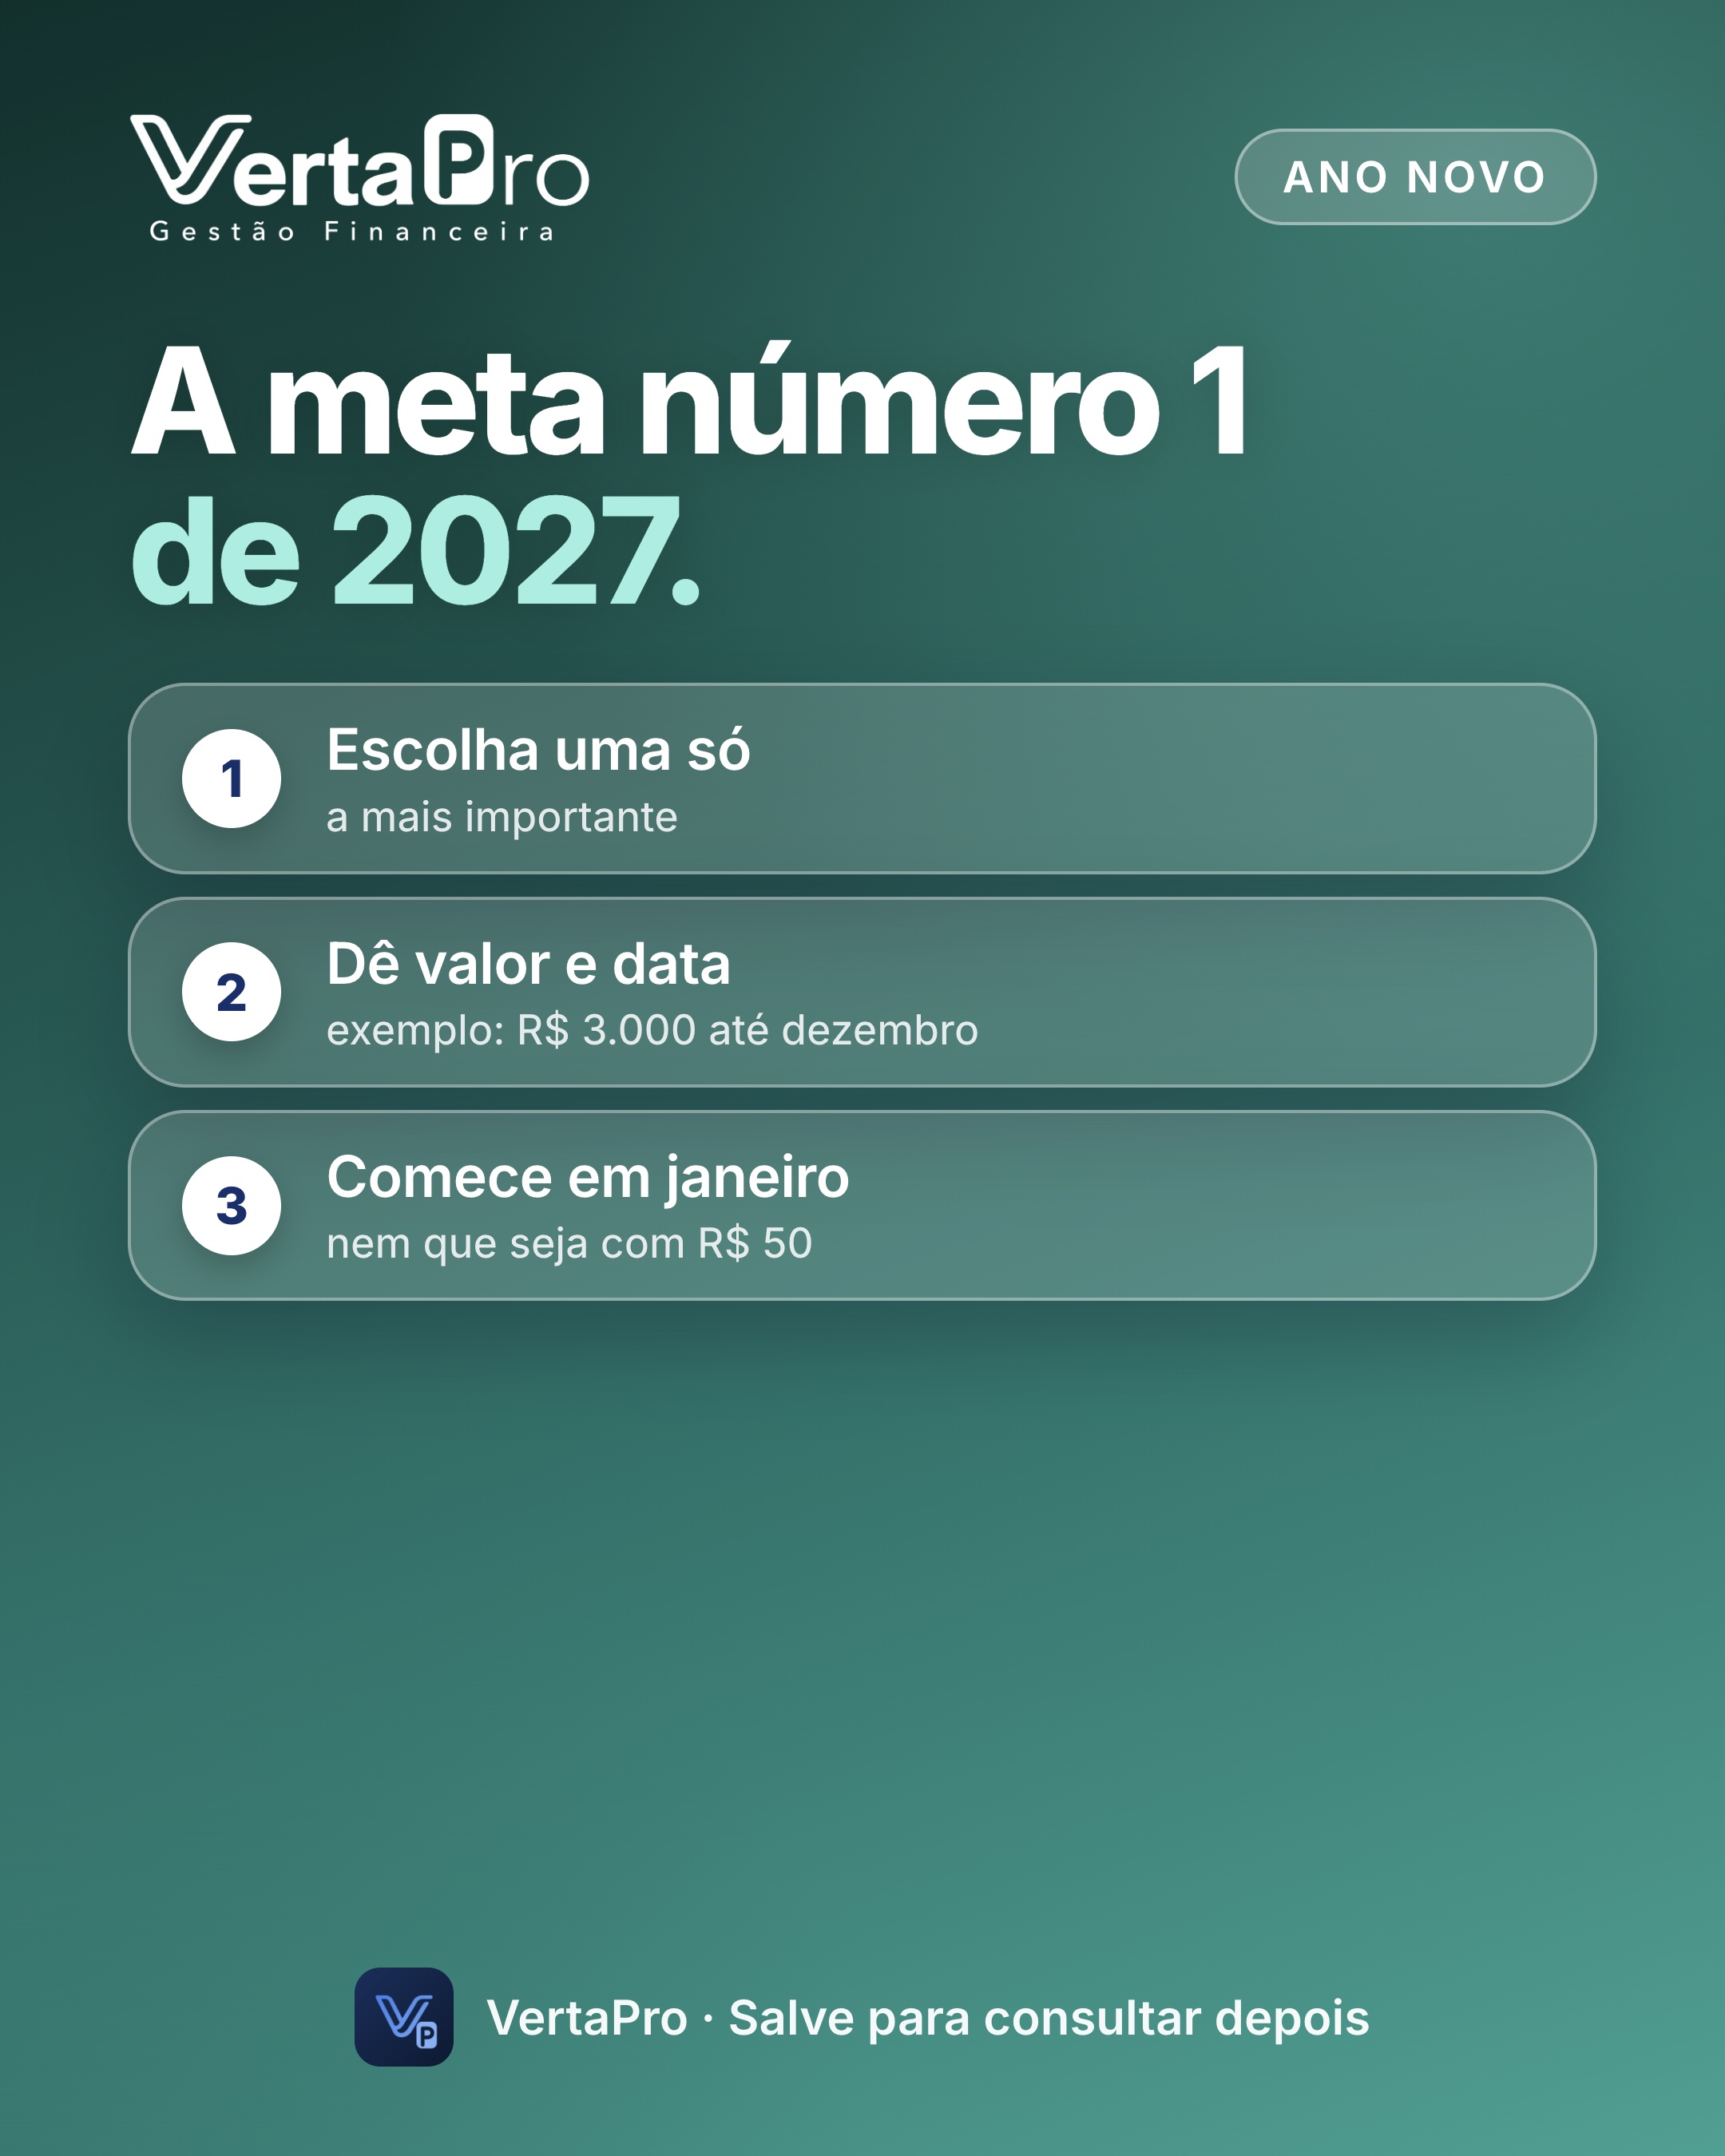 VertaPro
Gestão Financeira
ANO NOVO
A meta número 1
de 2027.
1
Escolha uma só
a mais importante
2
Dê valor e data
exemplo: R$ 3.000 até dezembro
3
Comece em janeiro
nem que seja com R$ 50
VP
VertaPro · Salve para consultar depois